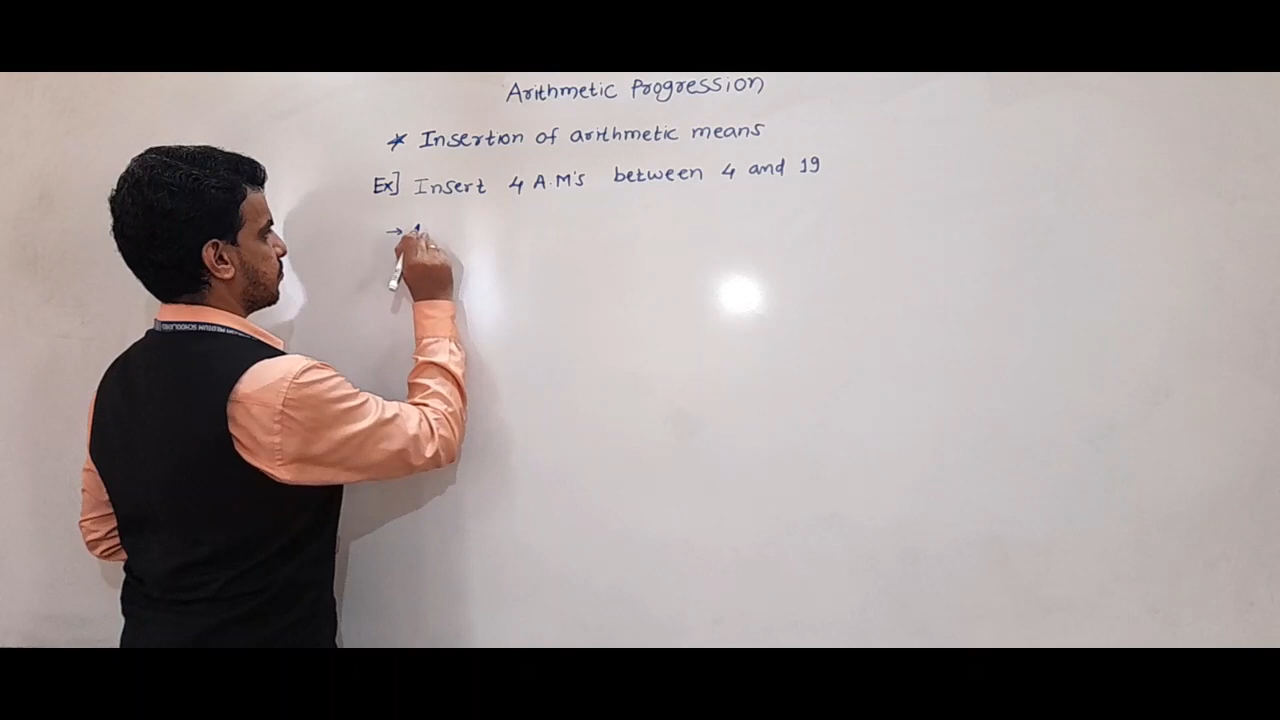 Arithmetic Progression
* Insertion of arithmetic means
Ex] Insert 4 A.M's between 4 and 19
→